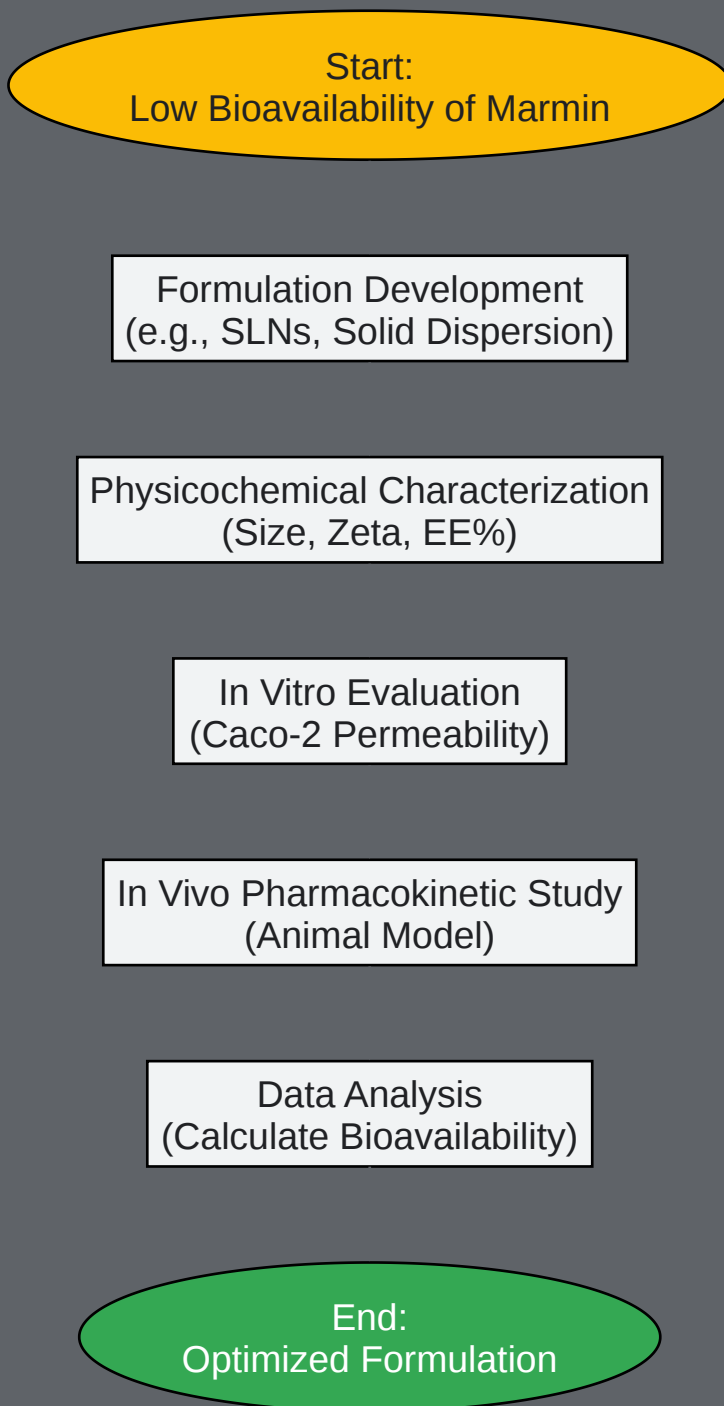 Start:
Low Bioavailability of Marmin
Formulation Development
(e.g., SLNs, Solid Dispersion)
Physicochemical Characterization
(Size, Zeta, EE%)
In Vitro Evaluation
(Caco-2 Permeability)
In Vivo Pharmacokinetic Study
(Animal Model)
Data Analysis
(Calculate Bioavailability)
End:
Optimized Formulation